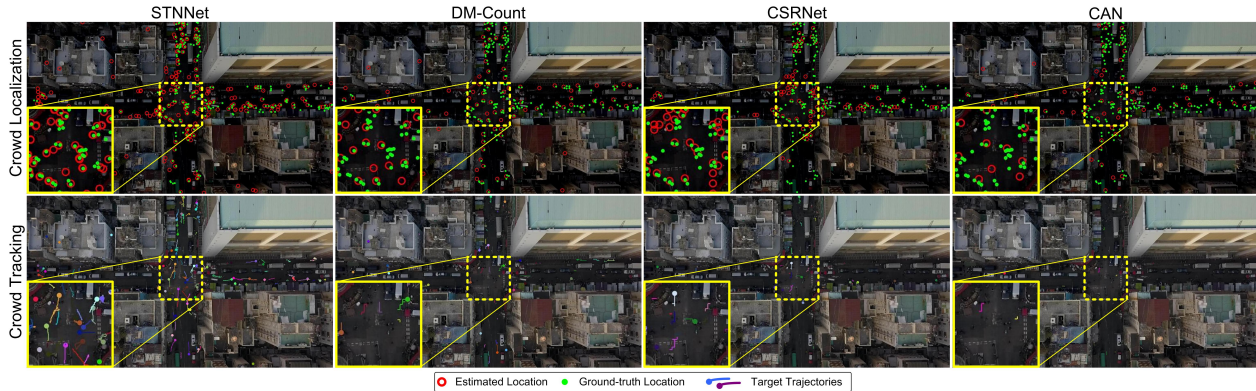 STNNet DM-Count CSRNet CAN
Crowd Localization
Crowd Tracking
Estimated Location Ground-truth Location Target Trajectories